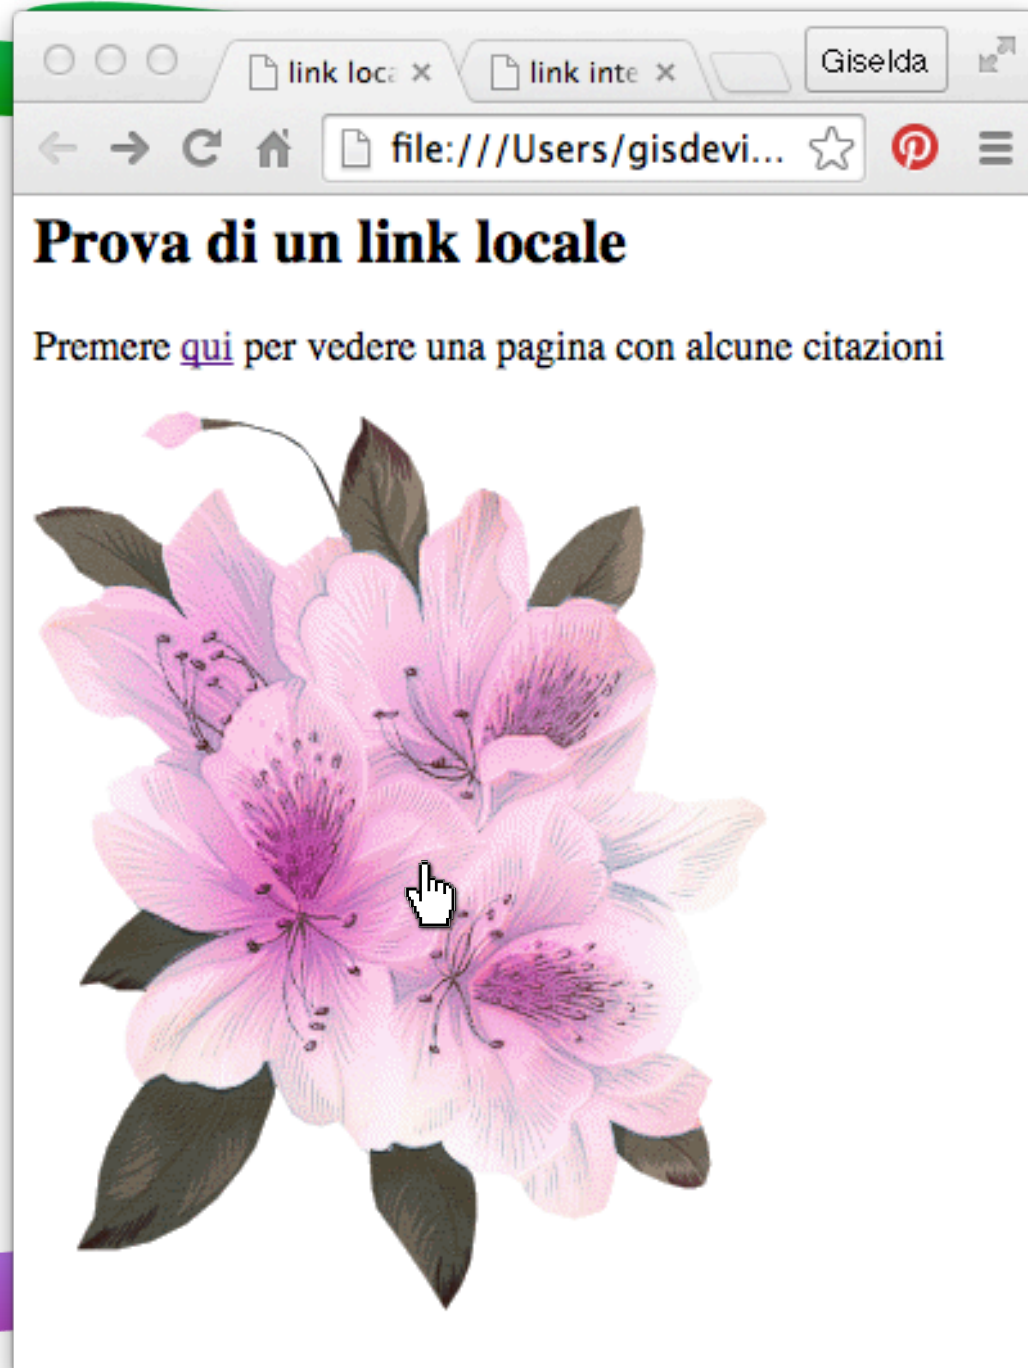 link loca
link inte
Giselda
file:///Users/gisdevi...
Prova di un link locale
Premere qui per vedere una pagina con alcune citazioni